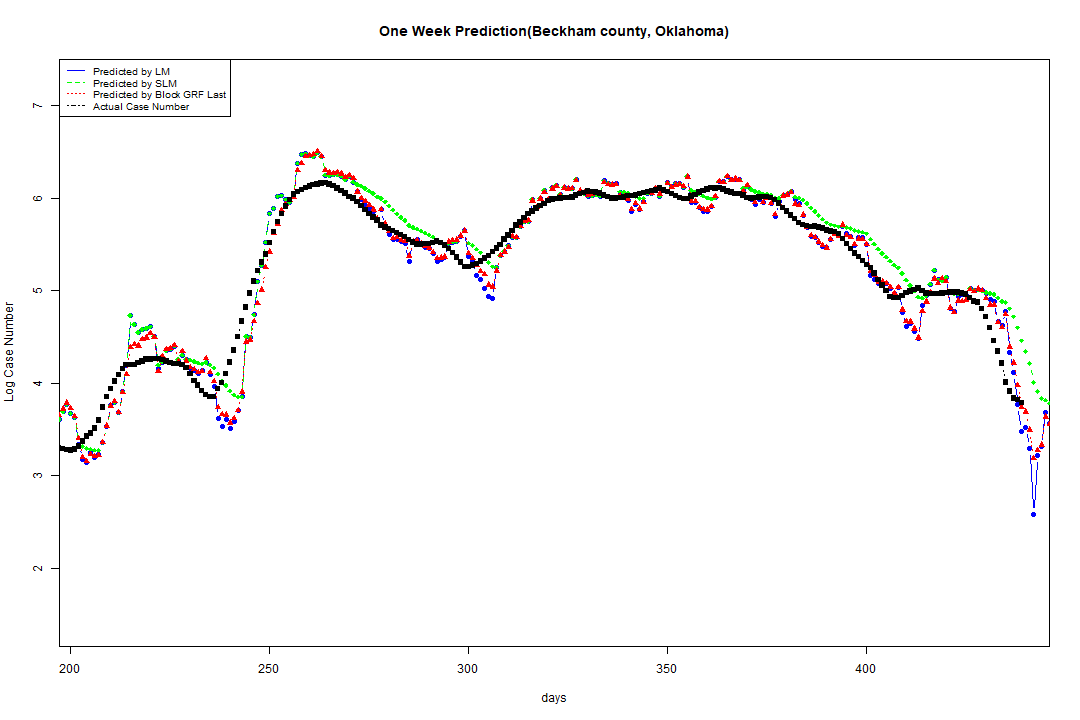 One Week Prediction(Beckham county, Oklahoma)
Predicted by LM
Predicted by SLM
Predicted by Block GRF Last
Actual Case Number
7
6
5
4
3
2
Log Case Number
200 250 300 350 400
days